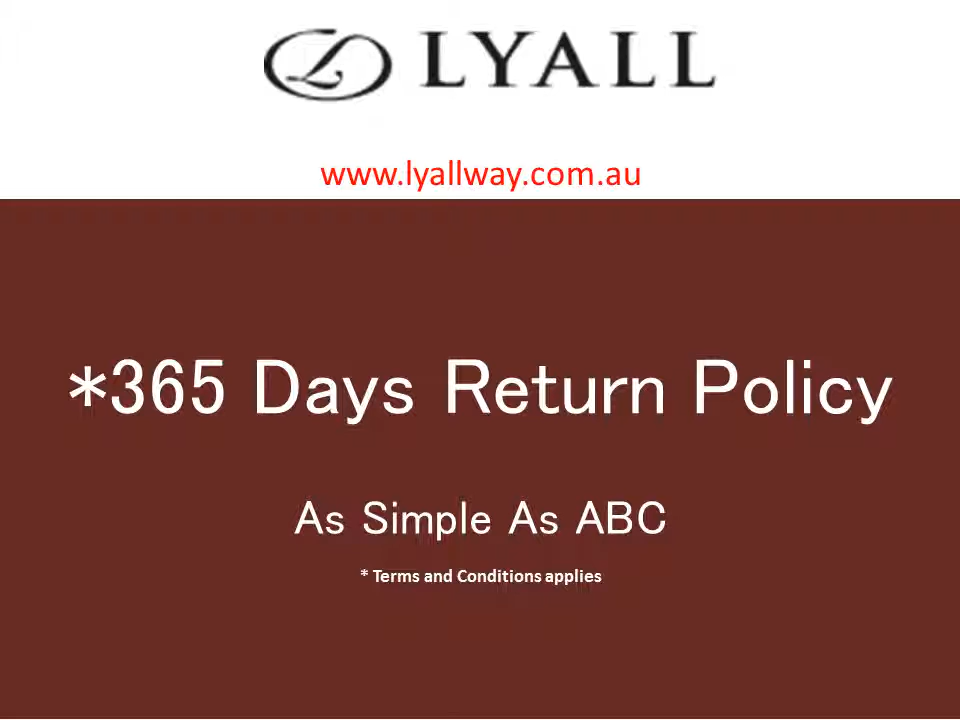 LYALL
www.lyallway.com.au
*365 Days Return Policy
As Simple As ABC
* Terms and Conditions applies